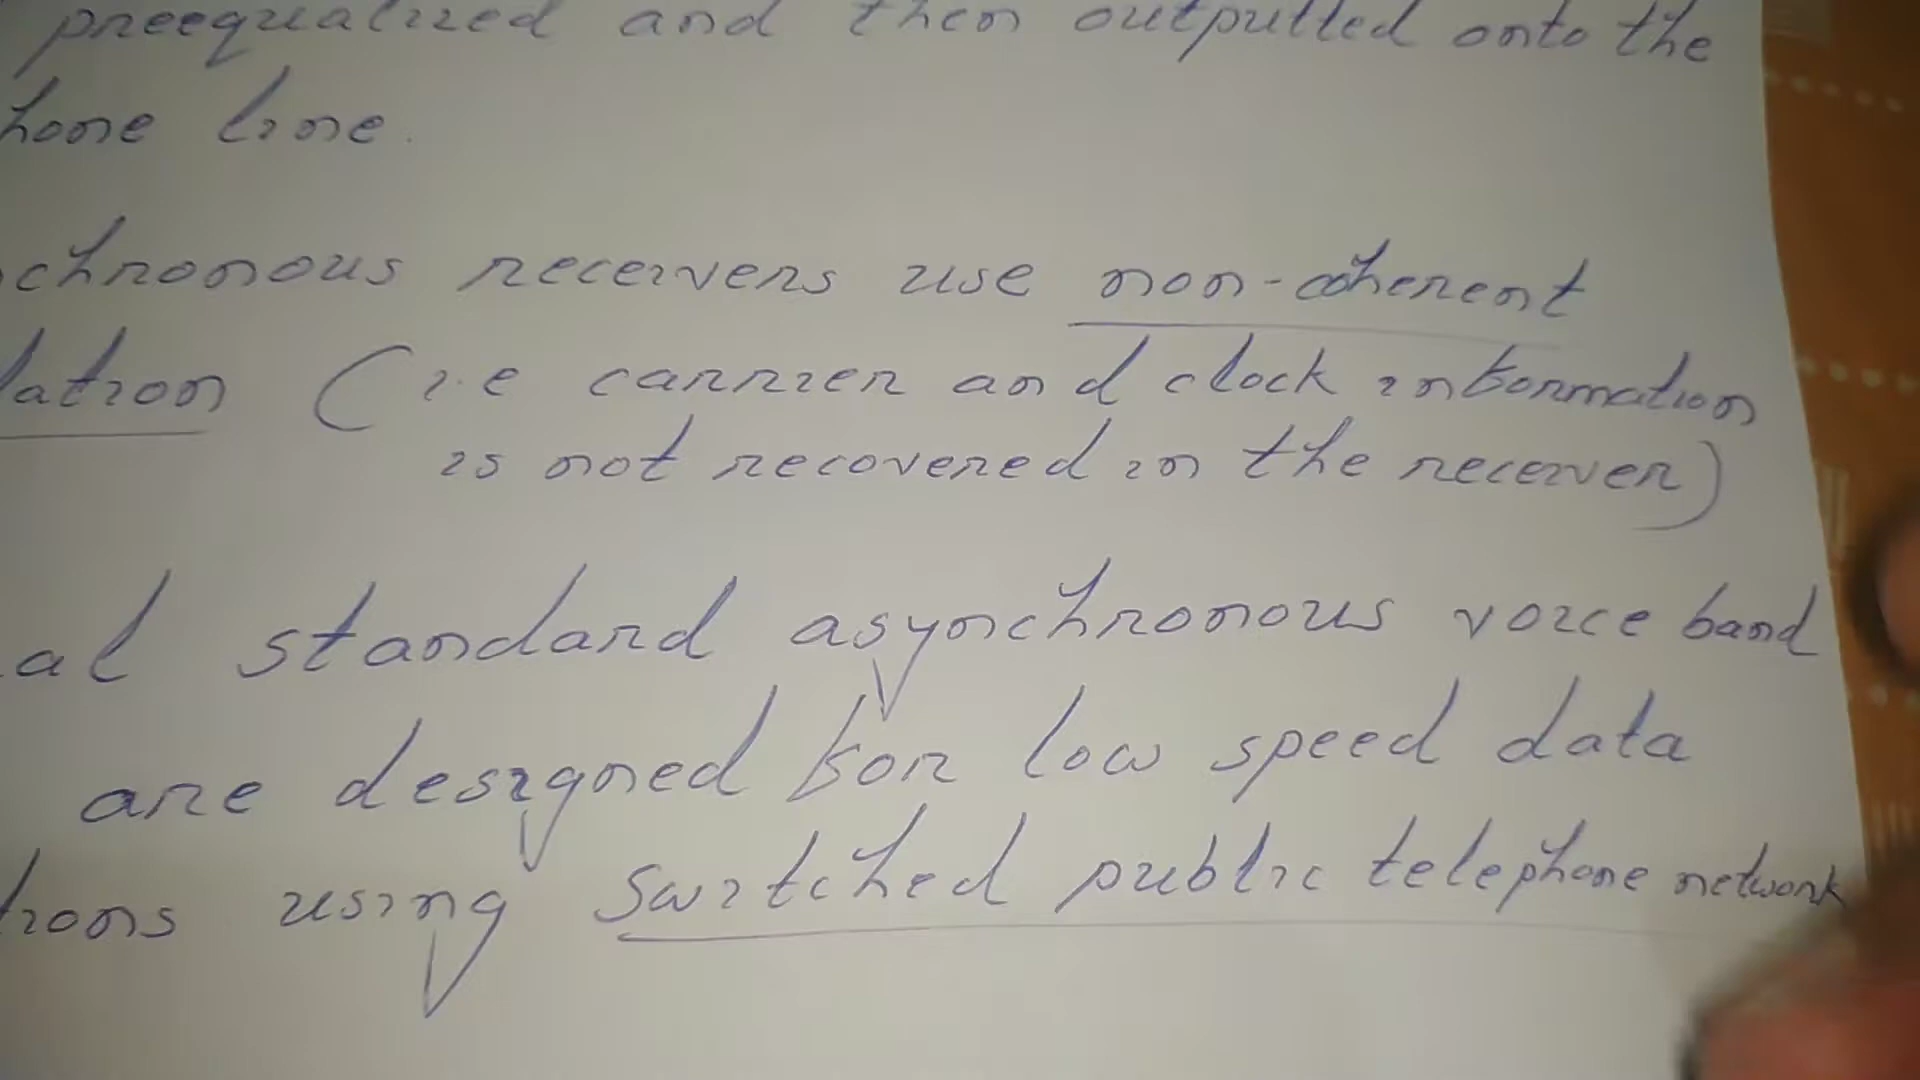 preequalized and then outputted onto the
hone line.
chronous receivers use non-coherent
lation (i.e carrier and clock information
is not recovered in the receiver)
al standard asynchronous voice band
are designed for low speed data
tions using switched public telephone network